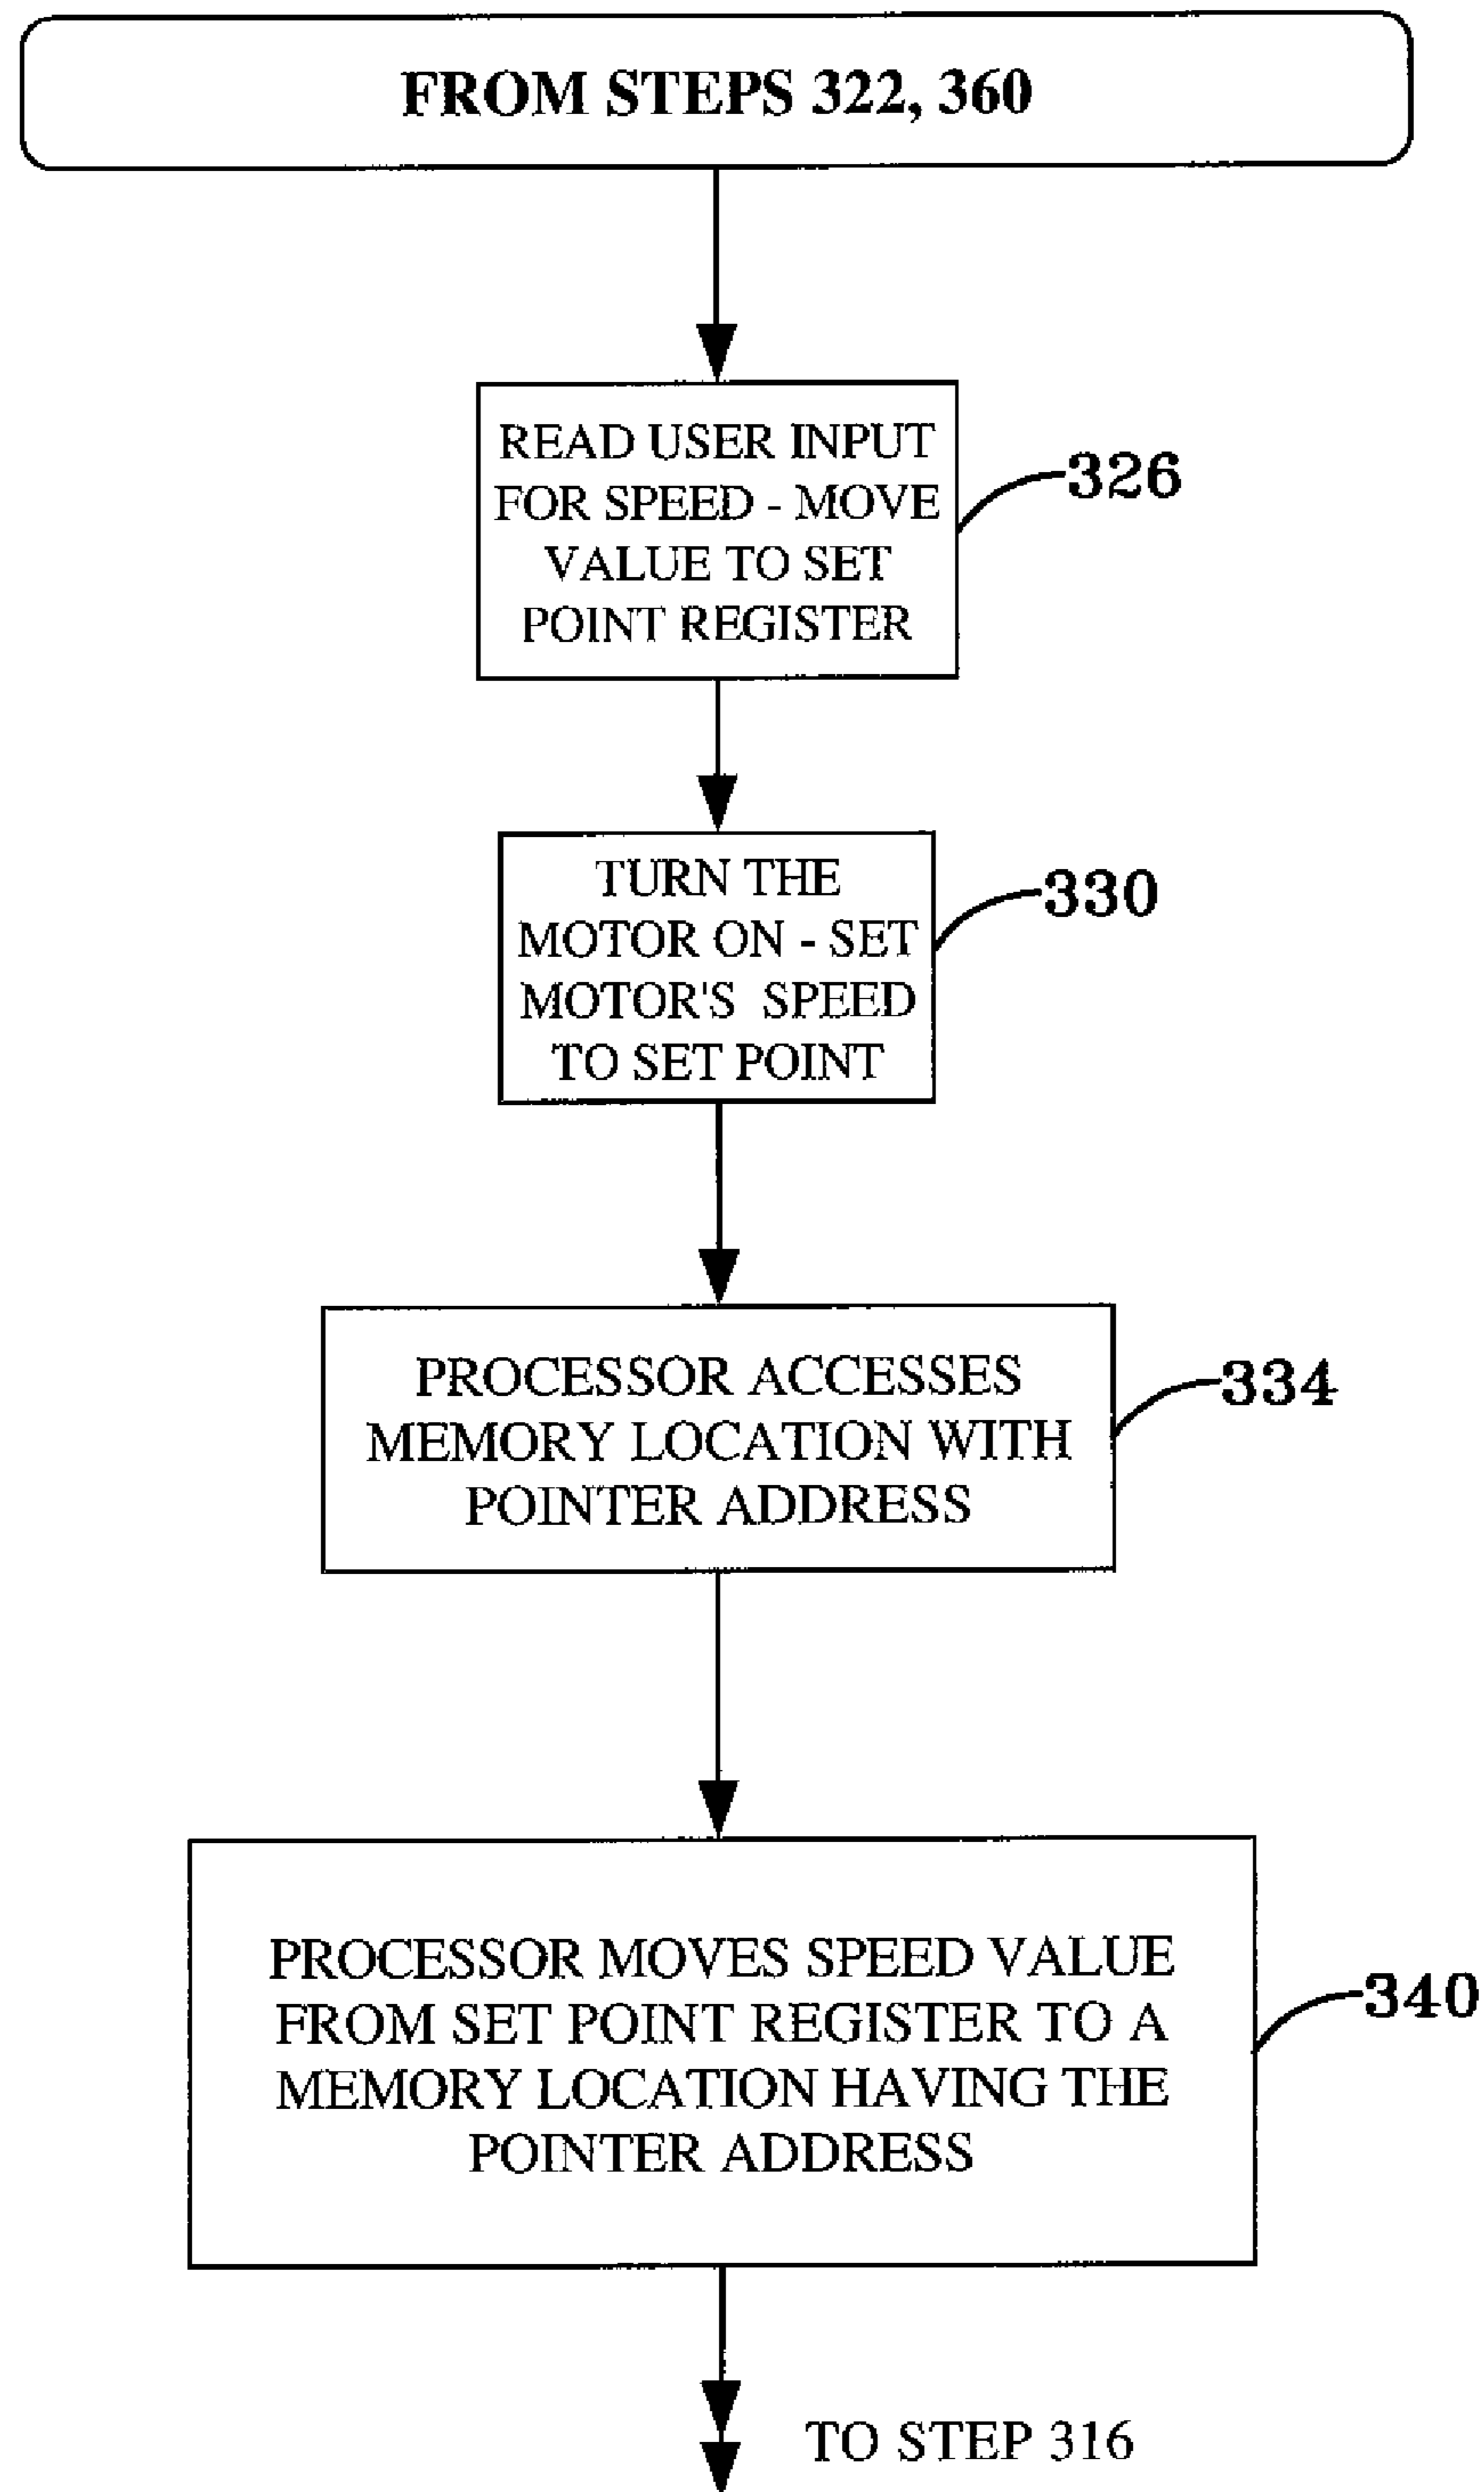 FROM STEPS 322, 360
READ USER INPUT
FOR SPEED - MOVE
VALUE TO SET
POINT REGISTER
326
TURN THE
MOTOR ON - SET
MOTOR'S SPEED
TO SET POINT
330
PROCESSOR ACCESSES
MEMORY LOCATION WITH
POINTER ADDRESS
334
PROCESSOR MOVES SPEED VALUE
FROM SET POINT REGISTER TO A
MEMORY LOCATION HAVING THE
POINTER ADDRESS
340
TO STEP 316